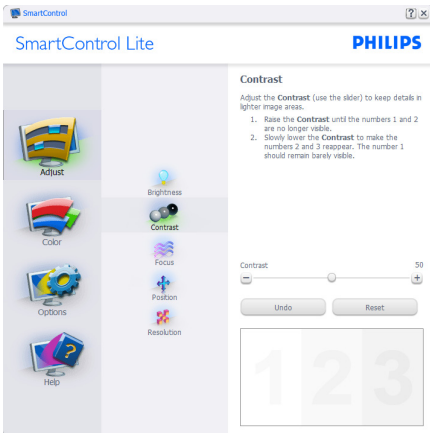 SmartControl
SmartControl Lite
PHILIPS
Adjust
Color
Options
Help
Brightness
Contrast
Focus
Position
Resolution
Contrast
Adjust the Contrast (use the slider) to keep details in
lighter image areas.
1. Raise the Contrast until the numbers 1 and 2
are no longer visible.
2. Slowly lower the Contrast to make the
numbers 2 and 3 reappear. The number 1
should remain barely visible.
Contrast 50
Undo Reset
1 2 3